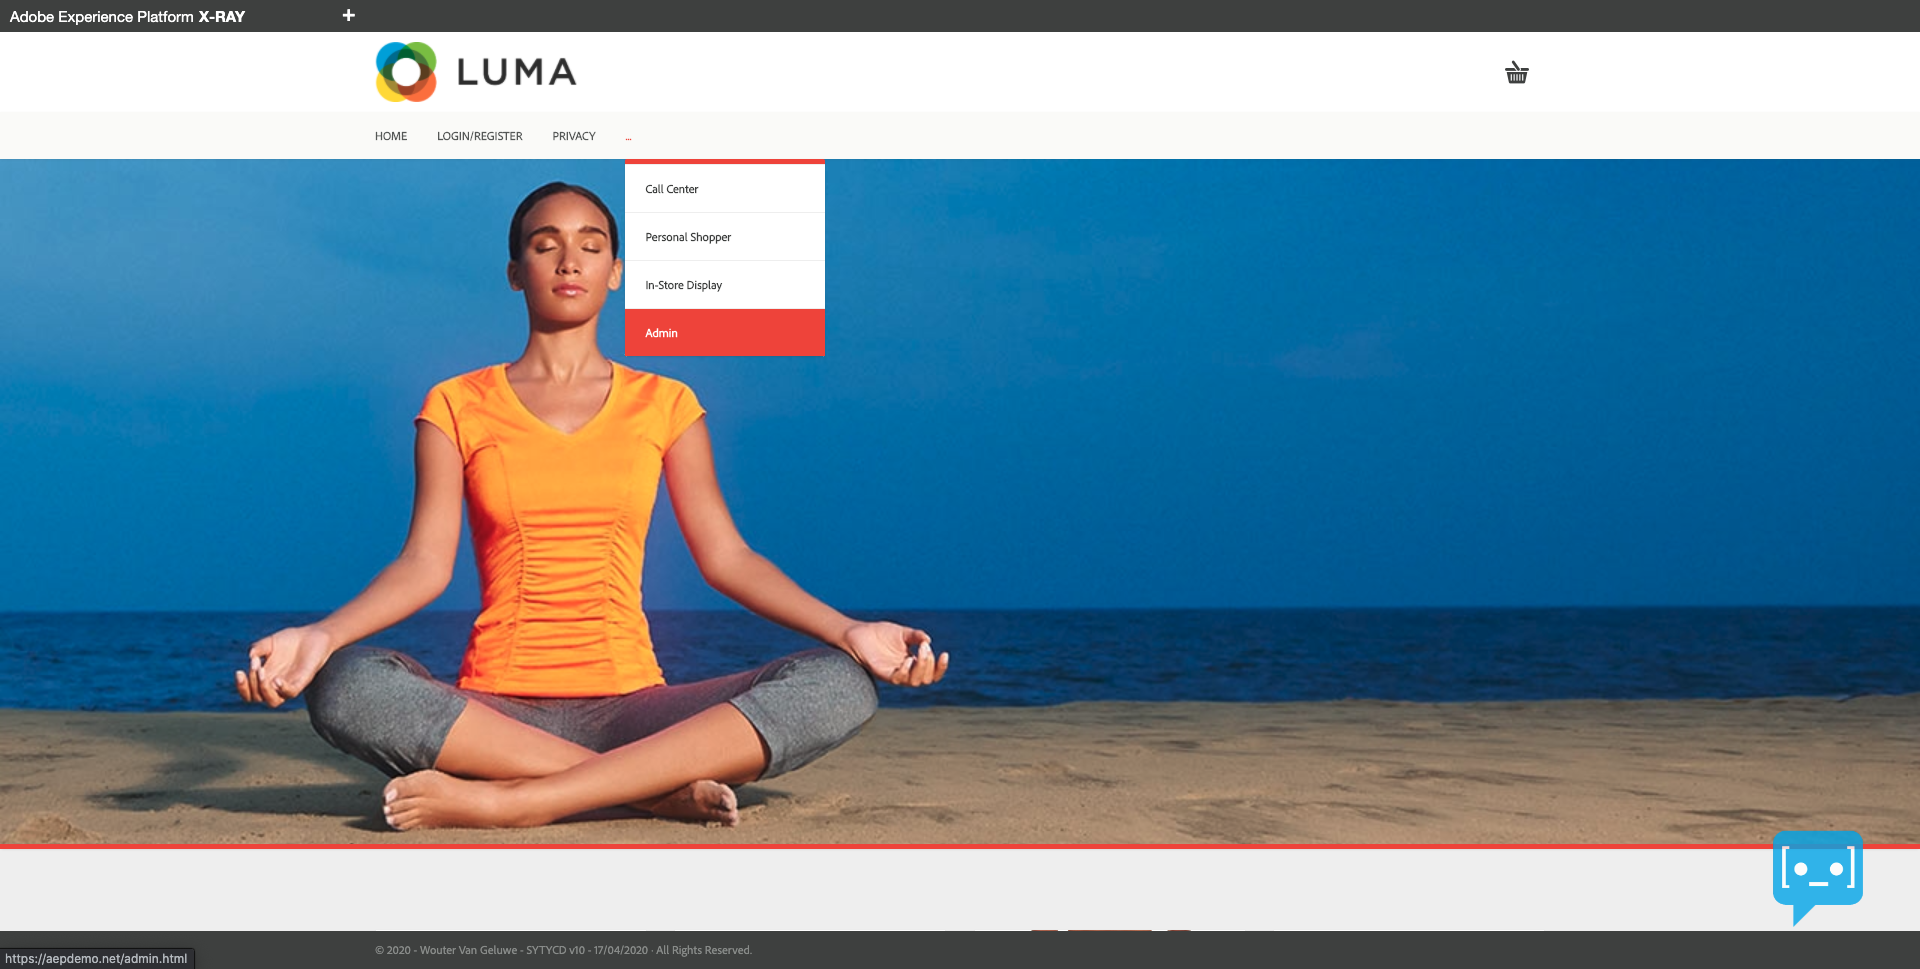 Adobe Experience Platform X-RAY
LUMA
HOME LOGIN/REGISTER PRIVACY ...
Call Center
Personal Shopper
In-Store Display
Admin
© 2020 - Wouter Van Geluwe - SYTYCD v10 - 17/04/2020 · All Rights Reserved.
https://aepdemo.net/admin.html